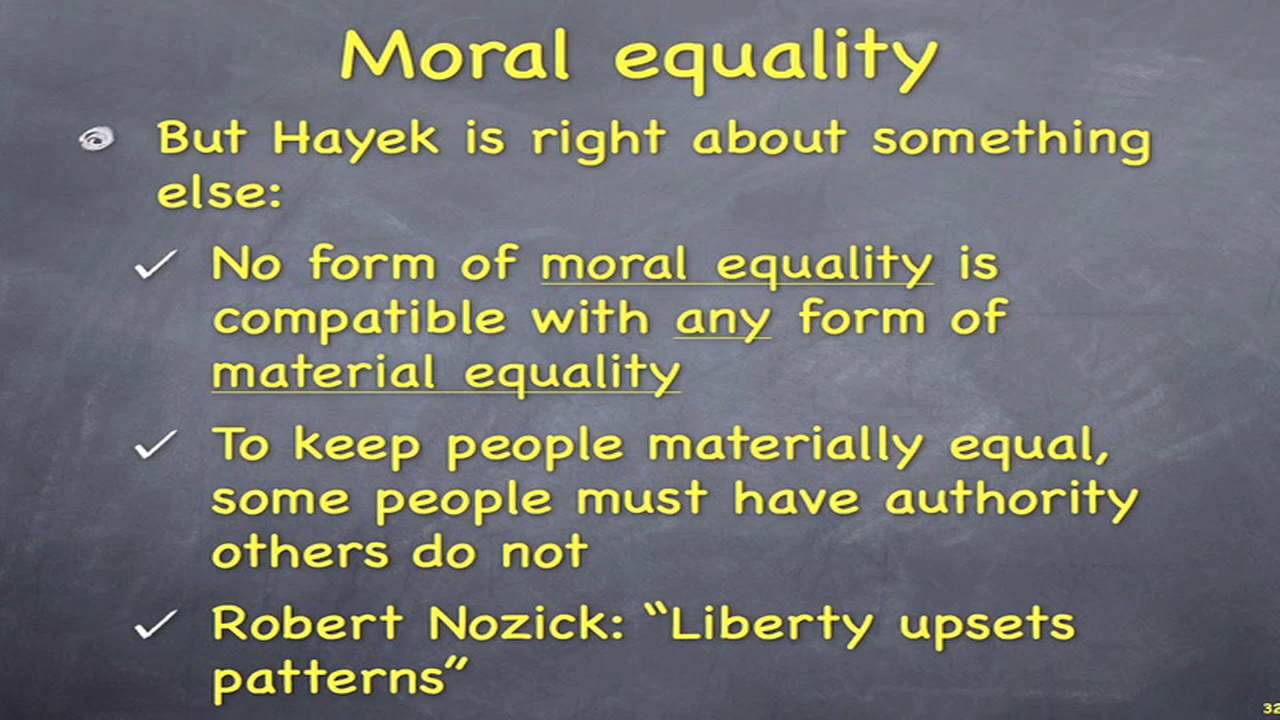 Moral equality
But Hayek is right about something
else:
No form of moral equality is
compatible with any form of
material equality
To keep people materially equal,
some people must have authority
others do not
Robert Nozick: “Liberty upsets
patterns”
32